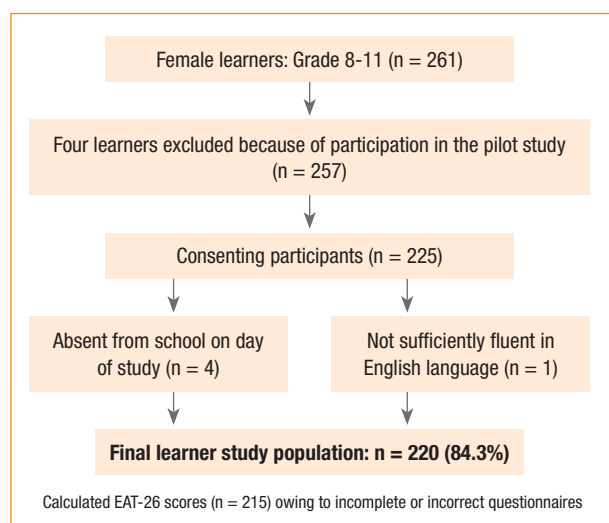 Female learners: Grade 8-11 (n = 261)
Four learners excluded because of participation in the pilot study
(n = 257)
Consenting participants (n = 225)
Absent from school on day
of study (n = 4)
Not sufficiently fluent in
English language (n = 1)
Final learner study population: n = 220 (84.3%)
Calculated EAT-26 scores (n = 215) owing to incomplete or incorrect questionnaires